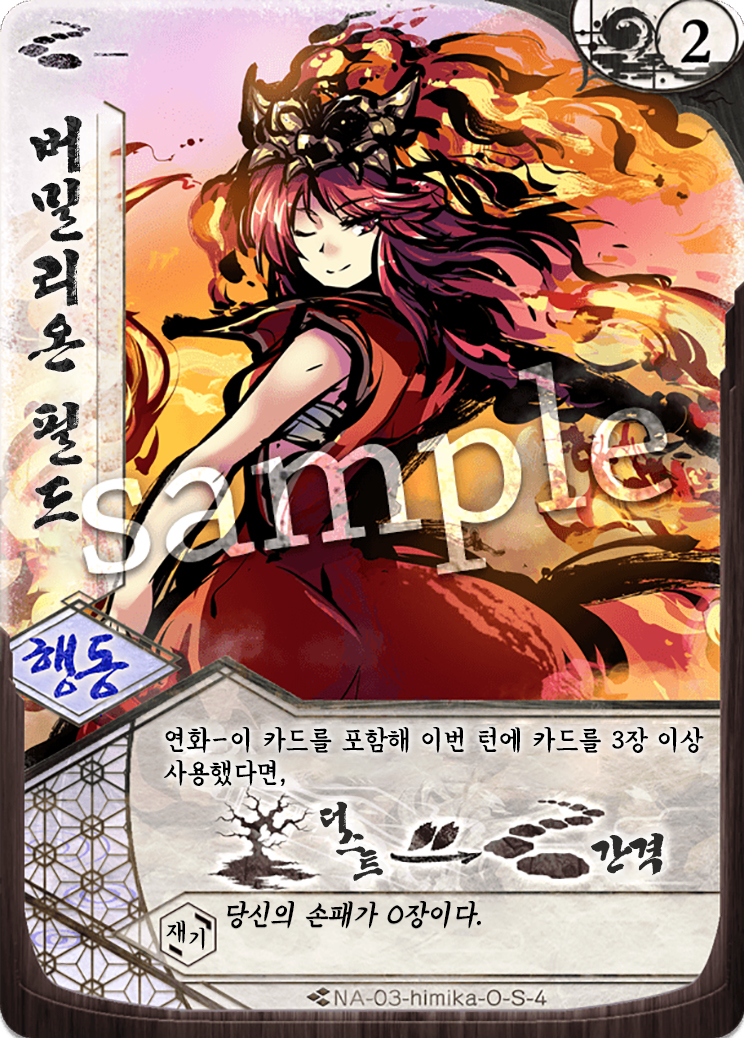 2
버밀리온 필드
sample
행동
연화-이 카드를 포함해 이번 턴에 카드를 3장 이상
사용했다면,
더스트 간격
재기 당신의 손패가 0장이다.
NA-03-himika-O-S-4